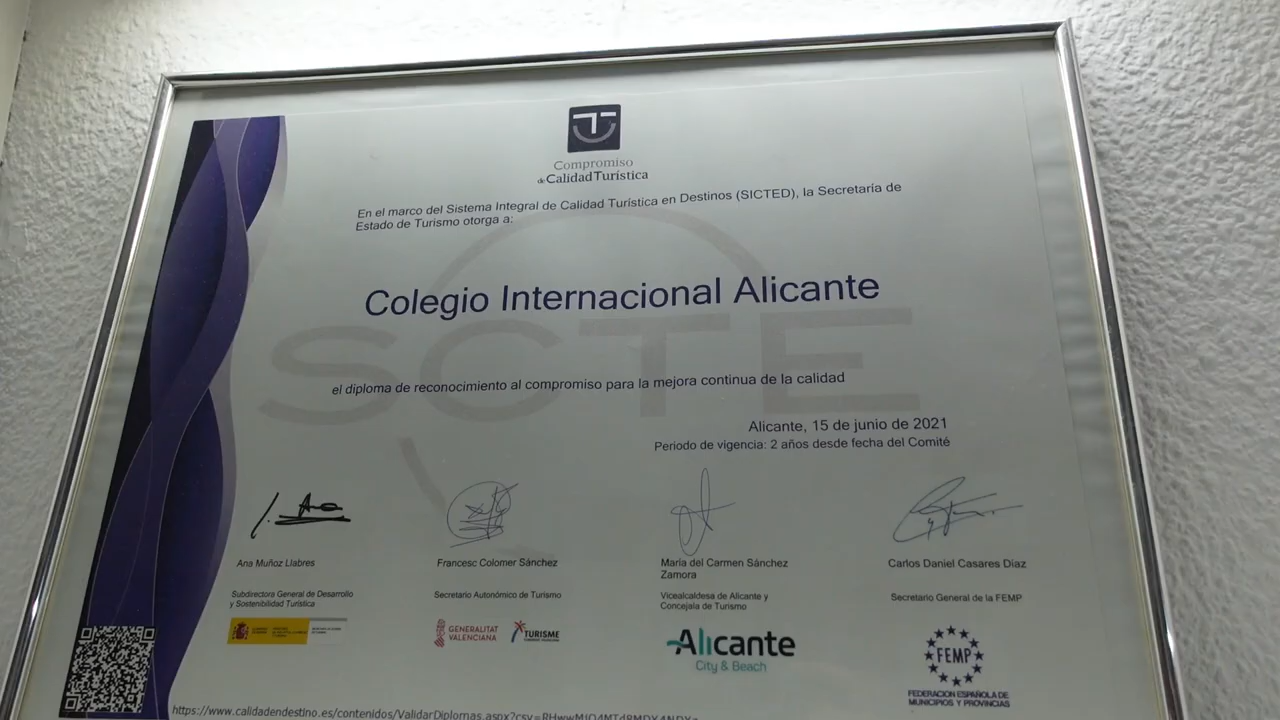 Compromiso
de Calidad Turística
En el marco del Sistema Integral de Calidad Turística en Destinos (SICTED), la Secretaría de
Estado de Turismo otorga a:
Colegio Internacional Alicante
SCTE
el diploma de reconocimiento al compromiso para la mejora continua de la calidad
Alicante, 15 de junio de 2021
Periodo de vigencia: 2 años desde fecha del Comité
Ana Muñoz Llabres
Francesc Colomer Sánchez
María del Carmen Sánchez
Zamora
Carlos Daniel Casares Díaz
Subdirectora General de Desarrollo
y Sostenibilidad Turística
Secretario Autonómico de Turismo
Vicealcaldesa de Alicante y
Concejala de Turismo
Secretario General de la FEMP
GENERALITAT
VALENCIANA
TURISME
Alicante
City & Beach
FEMP
FEDERACION ESPAÑOLA DE
MUNICIPIOS Y PROVINCIAS
https://www.calidadendestino.es/contenidos/ValidarDiplomas.aspx?csv=